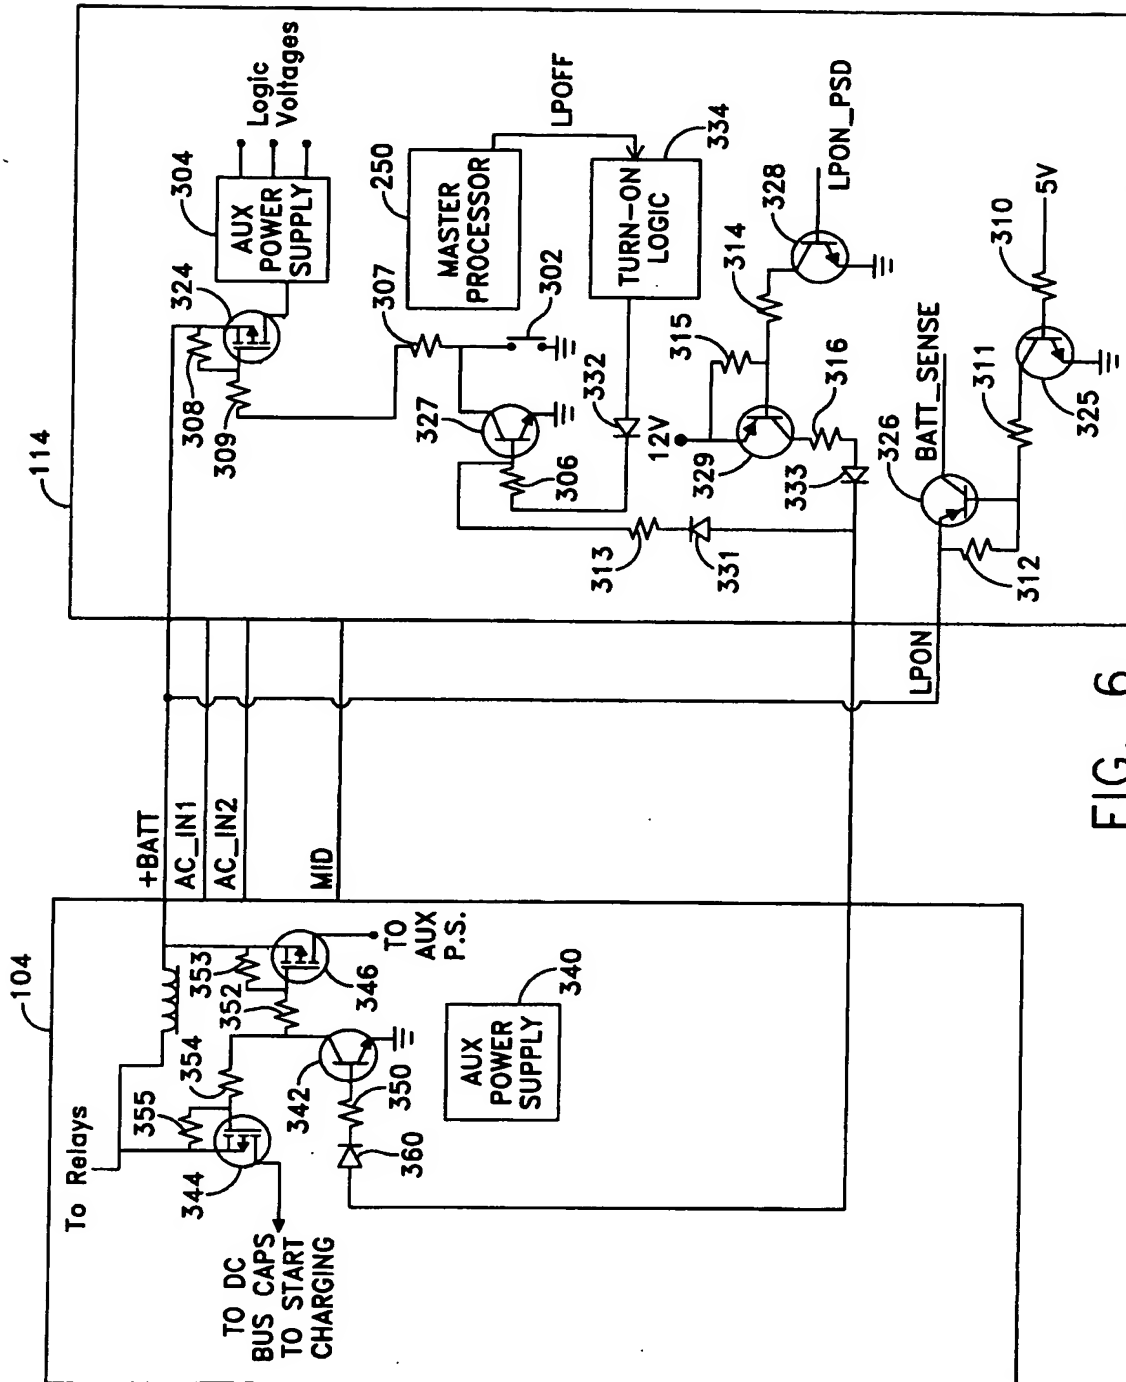 114
304
AUX
POWER
SUPPLY
Logic
Voltages
324
308
309
307
250
MASTER
PROCESSOR
LPOFF
302
327
306
332
TURN-ON
LOGIC
334
12V
315
314
328
LPON_PSD
329
316
333
313
331
326
BATT_SENSE
311
310
5V
325
312
LPON
+BATT
AC_IN1
AC_IN2
MID
104
To Relays
355
354
353
352
346
TO
AUX
P.S.
344
342
350
360
340
AUX
POWER
SUPPLY
TO DC
BUS CAPS
TO START
CHARGING
FIG. 6